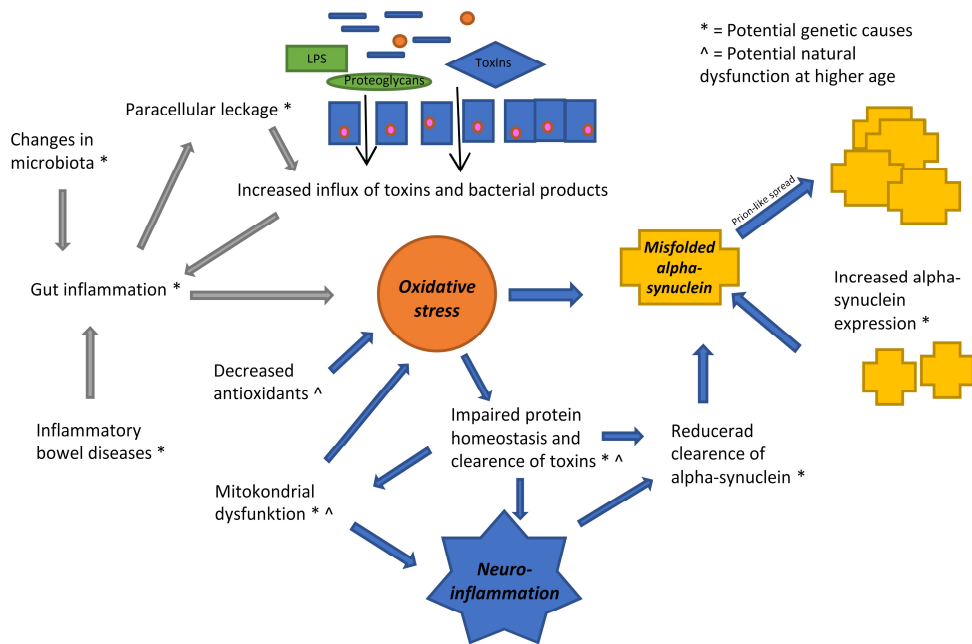 * = Potential genetic causes
^ = Potential natural
dysfunction at higher age
LPS
Proteoglycans
Toxins
Paracellular leckage *
Changes in
microbiota *
Increased influx of toxins and bacterial products
Prion-like spread
Gut inflammation *
Oxidative
stress
Misfolded
alpha-
synuclein
Increased alpha-
synuclein
expression *
Decreased
antioxidants ^
Inflammatory
bowel diseases *
Impaired protein
homeostasis and
clearence of toxins * ^
Reducerad
clearence of
alpha-synuclein *
Mitokondrial
dysfunktion * ^
Neuro-
inflammation